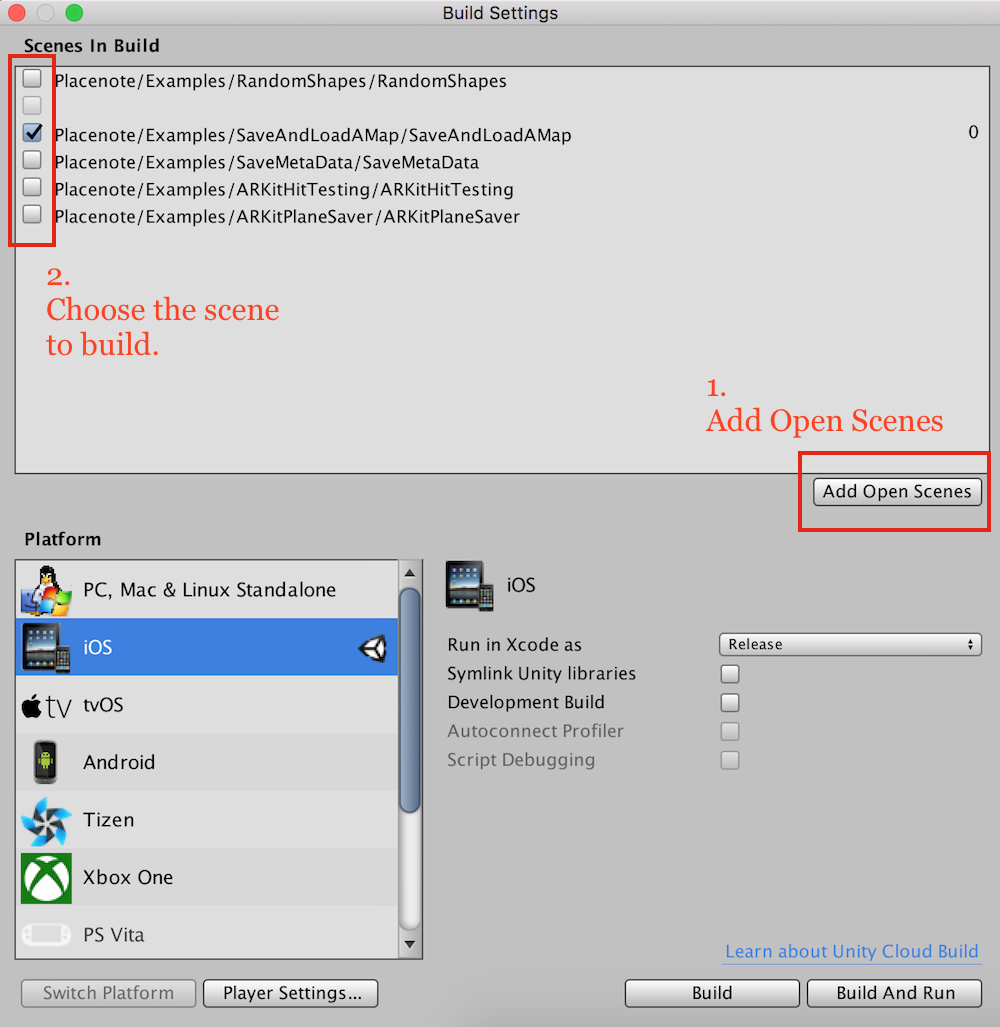 Build Settings
Scenes In Build
Placenote/Examples/RandomShapes/RandomShapes
Placenote/Examples/SaveAndLoadAMap/SaveAndLoadAMap 0
Placenote/Examples/SaveMetaData/SaveMetaData
Placenote/Examples/ARKitHitTesting/ARKitHitTesting
Placenote/Examples/ARKitPlaneSaver/ARKitPlaneSaver
2.
Choose the scene
to build.
1.
Add Open Scenes
Add Open Scenes
Platform
PC, Mac & Linux Standalone
iOS
tv tvOS
Android
Tizen
Xbox One
PS Vita
iOS
Run in Xcode as Release
Symlink Unity libraries
Development Build
Autoconnect Profiler
Script Debugging
Learn about Unity Cloud Build
Switch Platform Player Settings... Build Build And Run